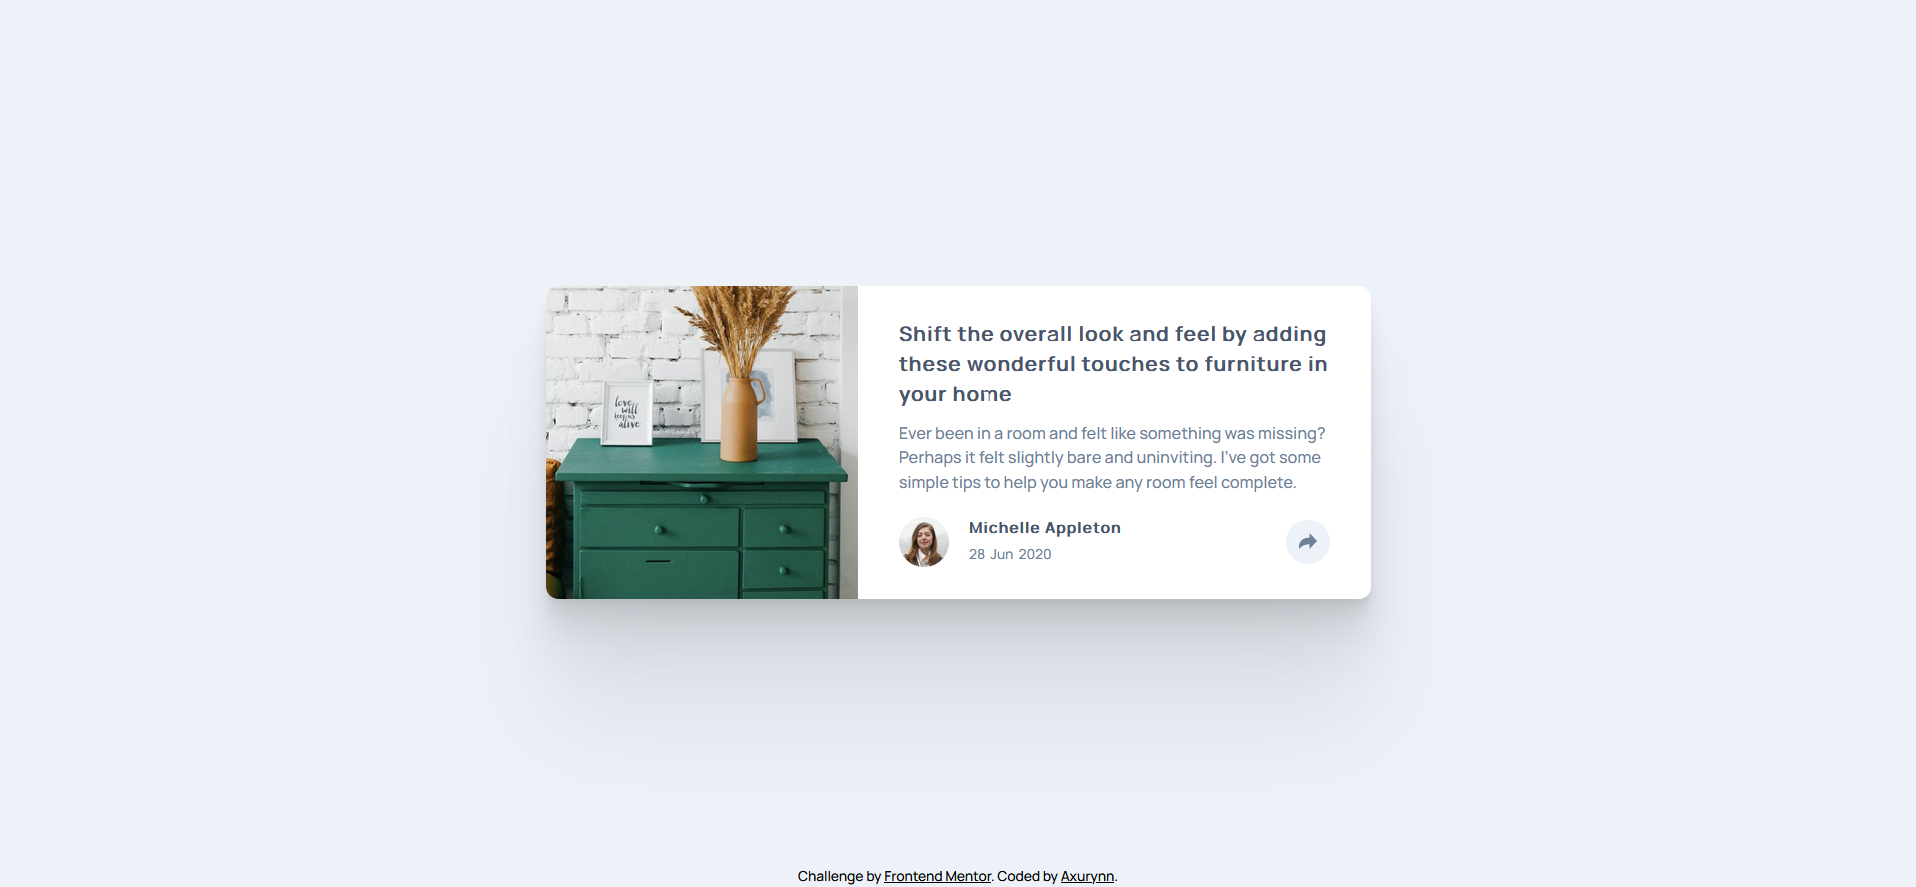 love
will
keep us
alive
Shift the overall look and feel by adding
these wonderful touches to furniture in
your home
Ever been in a room and felt like something was missing?
Perhaps it felt slightly bare and uninviting. I've got some
simple tips to help you make any room feel complete.
Michelle Appleton
28 Jun 2020
Challenge by Frontend Mentor. Coded by Axurynn.